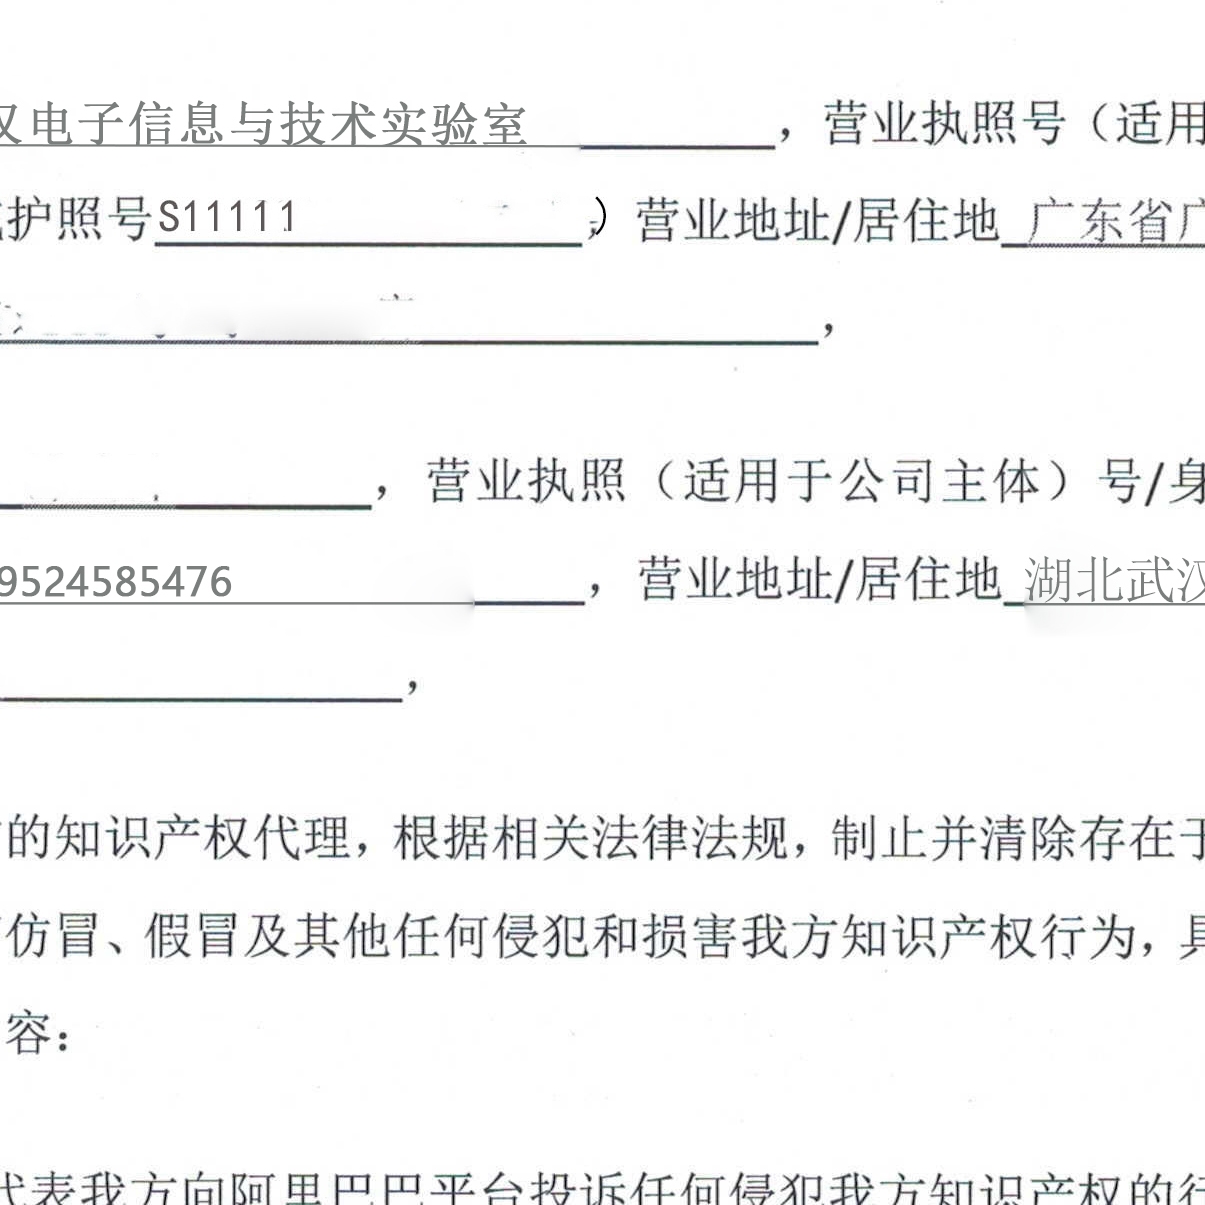 电子信息与技术实验室，营业执照号（适用
护照号S11111）营业地址/居住地 广东省广
，
，营业执照（适用于公司主体）号/身
9524585476，营业地址/居住地 湖北武汉
，
的知识产权代理，根据相关法律法规，制止并清除存在于
仿冒、假冒及其他任何侵犯和损害我方知识产权行为，具
容：
代表我方向阿里巴巴平台投诉任何侵犯我方知识产权的行